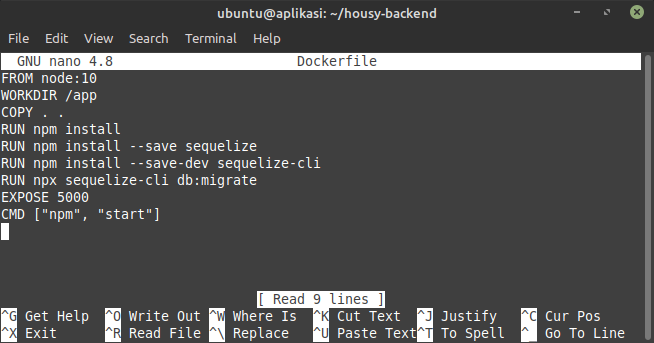 ubuntu@aplikasi: ~/housy-backend
File Edit View Search Terminal Help
GNU nano 4.8 Dockerfile
FROM node:10
WORKDIR /app
COPY . .
RUN npm install
RUN npm install --save sequelize
RUN npm install --save-dev sequelize-cli
RUN npx sequelize-cli db:migrate
EXPOSE 5000
CMD ["npm", "start"]
[ Read 9 lines ]
^G Get Help ^O Write Out ^W Where Is ^K Cut Text ^J Justify ^C Cur Pos
^X Exit ^R Read File ^\ Replace ^U Paste Text ^T To Spell ^_ Go To Line